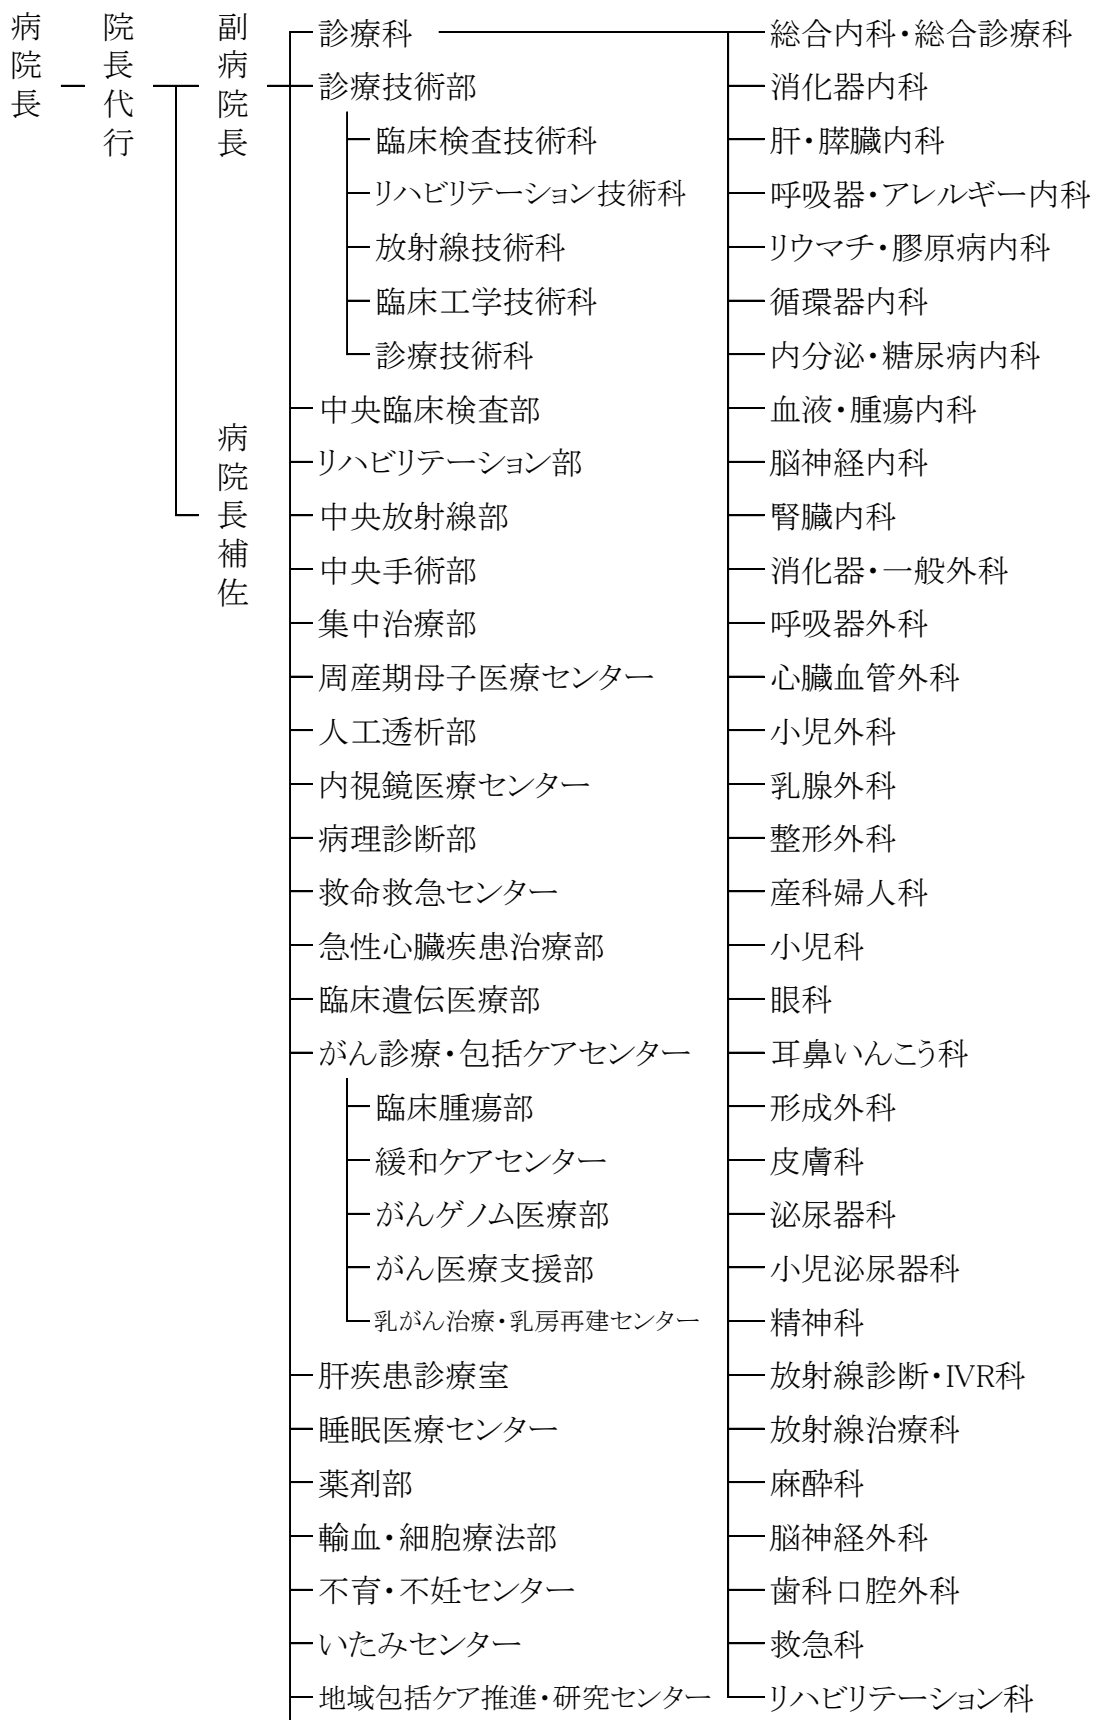 病院長
院長代行
副病院長
病院長補佐
診療科
診療技術部
臨床検査技術科
リハビリテーション技術科
放射線技術科
臨床工学技術科
診療技術科
中央臨床検査部
リハビリテーション部
中央放射線部
中央手術部
集中治療部
周産期母子医療センター
人工透析部
内視鏡医療センター
病理診断部
救命救急センター
急性心臓疾患治療部
臨床遺伝医療部
がん診療・包括ケアセンター
臨床腫瘍部
緩和ケアセンター
がんゲノム医療部
がん医療支援部
乳がん治療・乳房再建センター
肝疾患診療室
睡眠医療センター
薬剤部
輸血・細胞療法部
不育・不妊センター
いたみセンター
地域包括ケア推進・研究センター
総合内科・総合診療科
消化器内科
肝・膵臓内科
呼吸器・アレルギー内科
リウマチ・膠原病内科
循環器内科
内分泌・糖尿病内科
血液・腫瘍内科
脳神経内科
腎臓内科
消化器・一般外科
呼吸器外科
心臓血管外科
小児外科
乳腺外科
整形外科
産科婦人科
小児科
眼科
耳鼻いんこう科
形成外科
皮膚科
泌尿器科
小児泌尿器科
精神科
放射線診断・IVR科
放射線治療科
麻酔科
脳神経外科
歯科口腔外科
救急科
リハビリテーション科